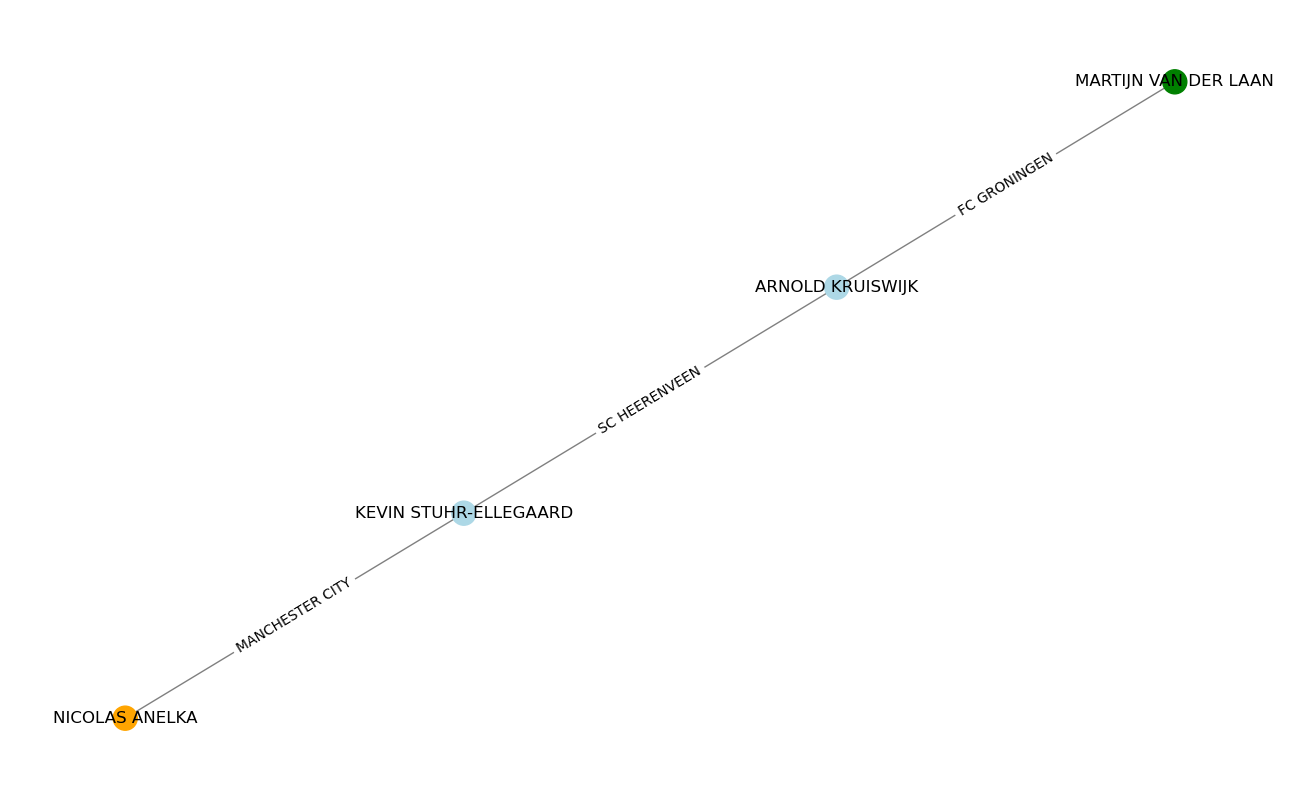 MARTIJN VAN DER LAAN
FC GRONINGEN
ARNOLD KRUISWIJK
SC HEERENVEEN
KEVIN STUHR-ELLEGAARD
MANCHESTER CITY
NICOLAS ANELKA